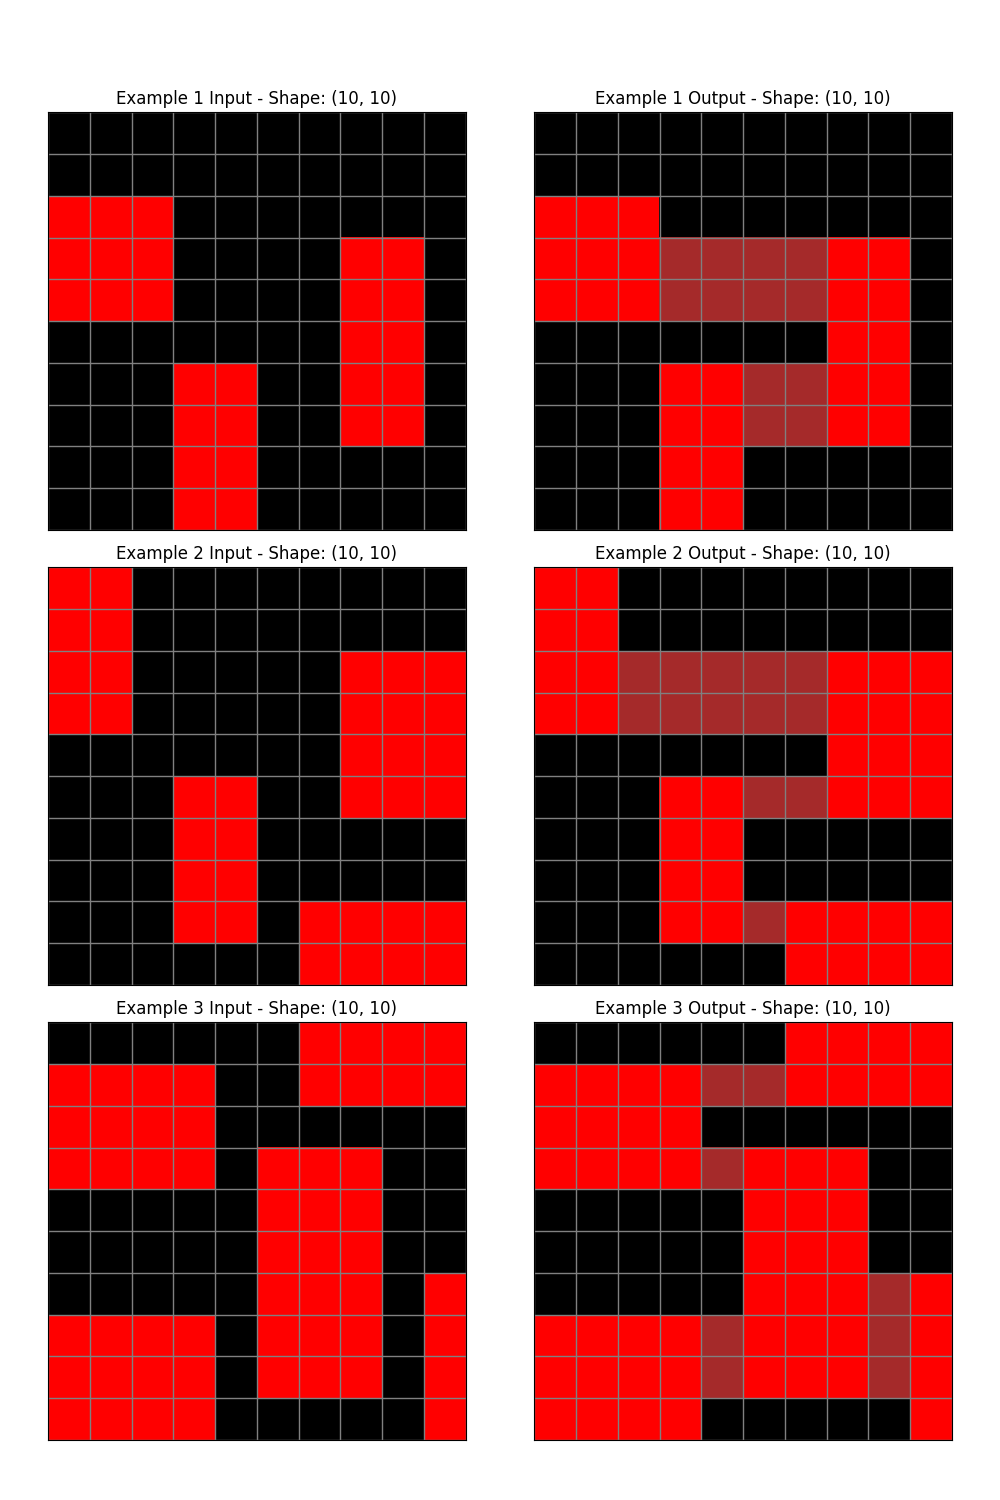 Example 1 Input - Shape: (10, 10)
Example 1 Output - Shape: (10, 10)
Example 2 Input - Shape: (10, 10)
Example 2 Output - Shape: (10, 10)
Example 3 Input - Shape: (10, 10)
Example 3 Output - Shape: (10, 10)